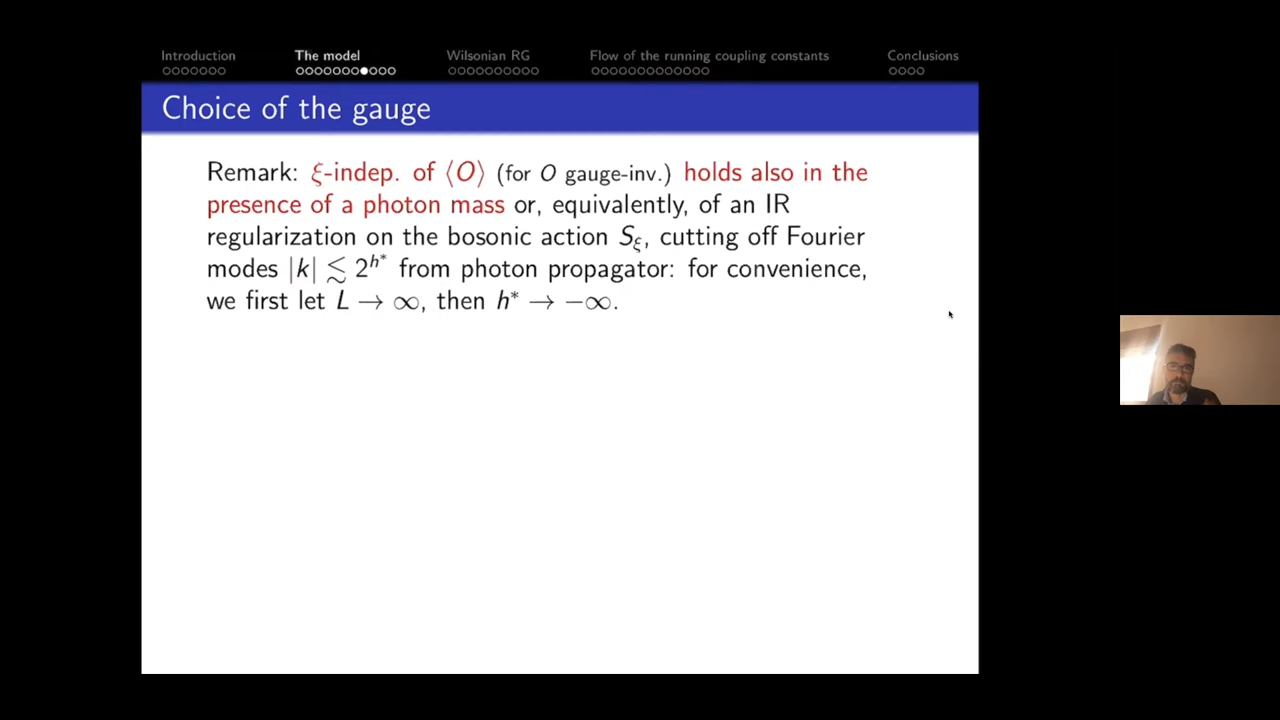 Introduction The model Wilsonian RG Flow of the running coupling constants Conclusions
Choice of the gauge
Remark: ξ-indep. of ⟨O⟩ (for O gauge-inv.) holds also in the
presence of a photon mass or, equivalently, of an IR
regularization on the bosonic action S_ξ, cutting off Fourier
modes |k| ≲ 2^{h*} from photon propagator: for convenience,
we first let L → ∞, then h* → −∞.